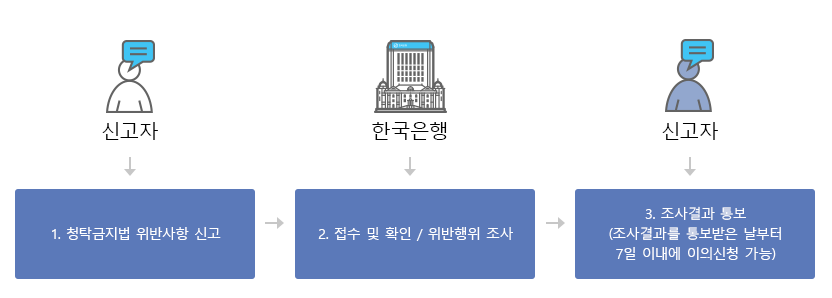 신고자
한국은행
신고자
1. 청탁금지법 위반사항 신고
2. 접수 및 확인 / 위반행위 조사
3. 조사결과 통보
(조사결과를 통보받은 날부터
7일 이내에 이의신청 가능)